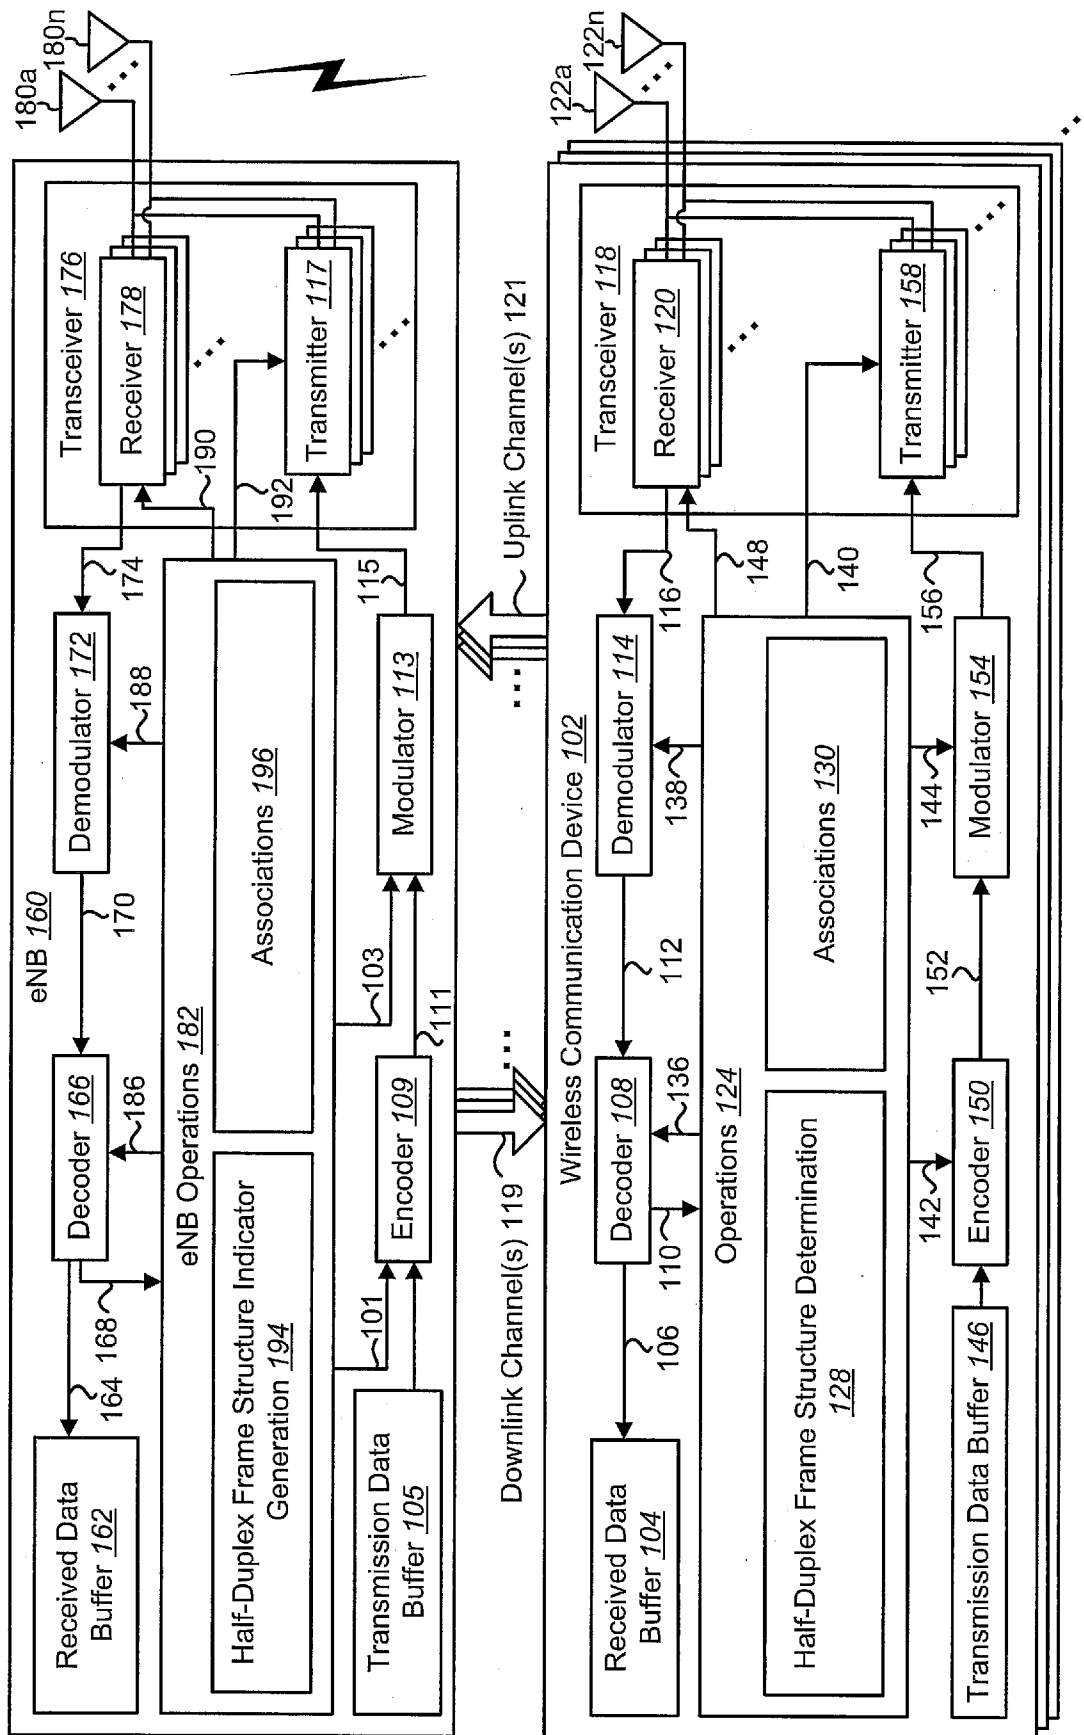 eNB 160
Received Data
Buffer 162
164
168
Decoder 166
186
170
Demodulator 172
188
174
Transceiver 176
Receiver 178
190
192
Transmitter 117
180a
180n
eNB Operations 182
Half-Duplex Frame Structure Indicator
Generation 194
Associations 196
Transmission Data
Buffer 105
101
Encoder 109
111
103
Modulator 113
115
Downlink Channel(s) 119
Uplink Channel(s) 121
Wireless Communication Device 102
Received Data
Buffer 104
106
110
Decoder 108
136
112
Demodulator 114
138
116
148
140
Transceiver 118
Receiver 120
Transmitter 158
122a
122n
Operations 124
Half-Duplex Frame Structure Determination
128
Associations 130
Transmission Data Buffer 146
142
Encoder 150
152
144
Modulator 154
156